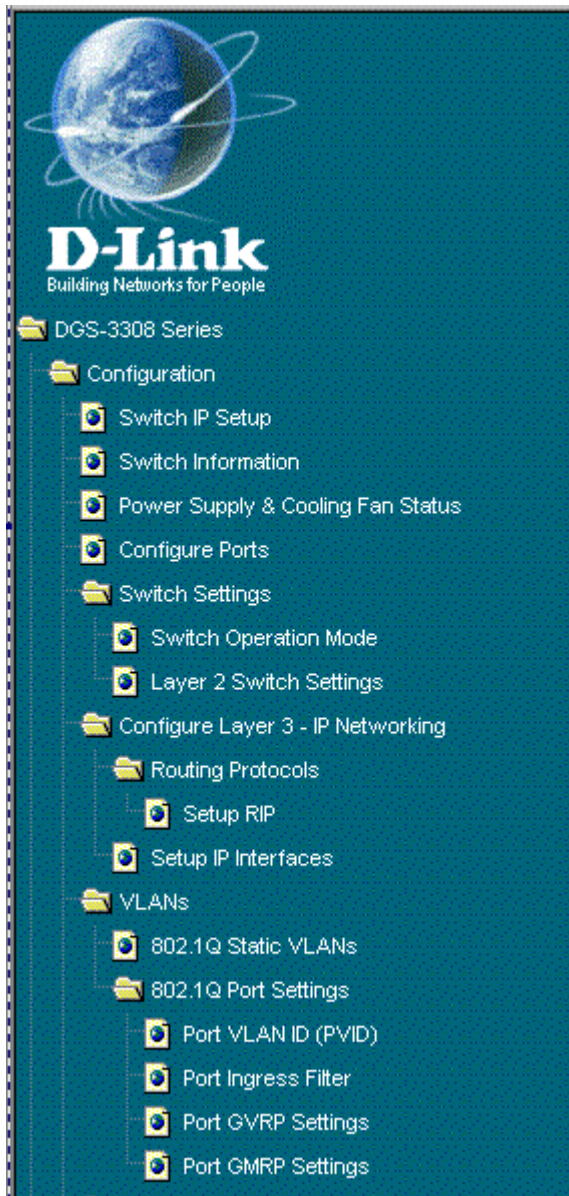 D-Link
Building Networks for People
DGS-3308 Series
Configuration
Switch IP Setup
Switch Information
Power Supply & Cooling Fan Status
Configure Ports
Switch Settings
Switch Operation Mode
Layer 2 Switch Settings
Configure Layer 3 - IP Networking
Routing Protocols
Setup RIP
Setup IP Interfaces
VLANs
802.1Q Static VLANs
802.1Q Port Settings
Port VLAN ID (PVID)
Port Ingress Filter
Port GVRP Settings
Port GMRP Settings